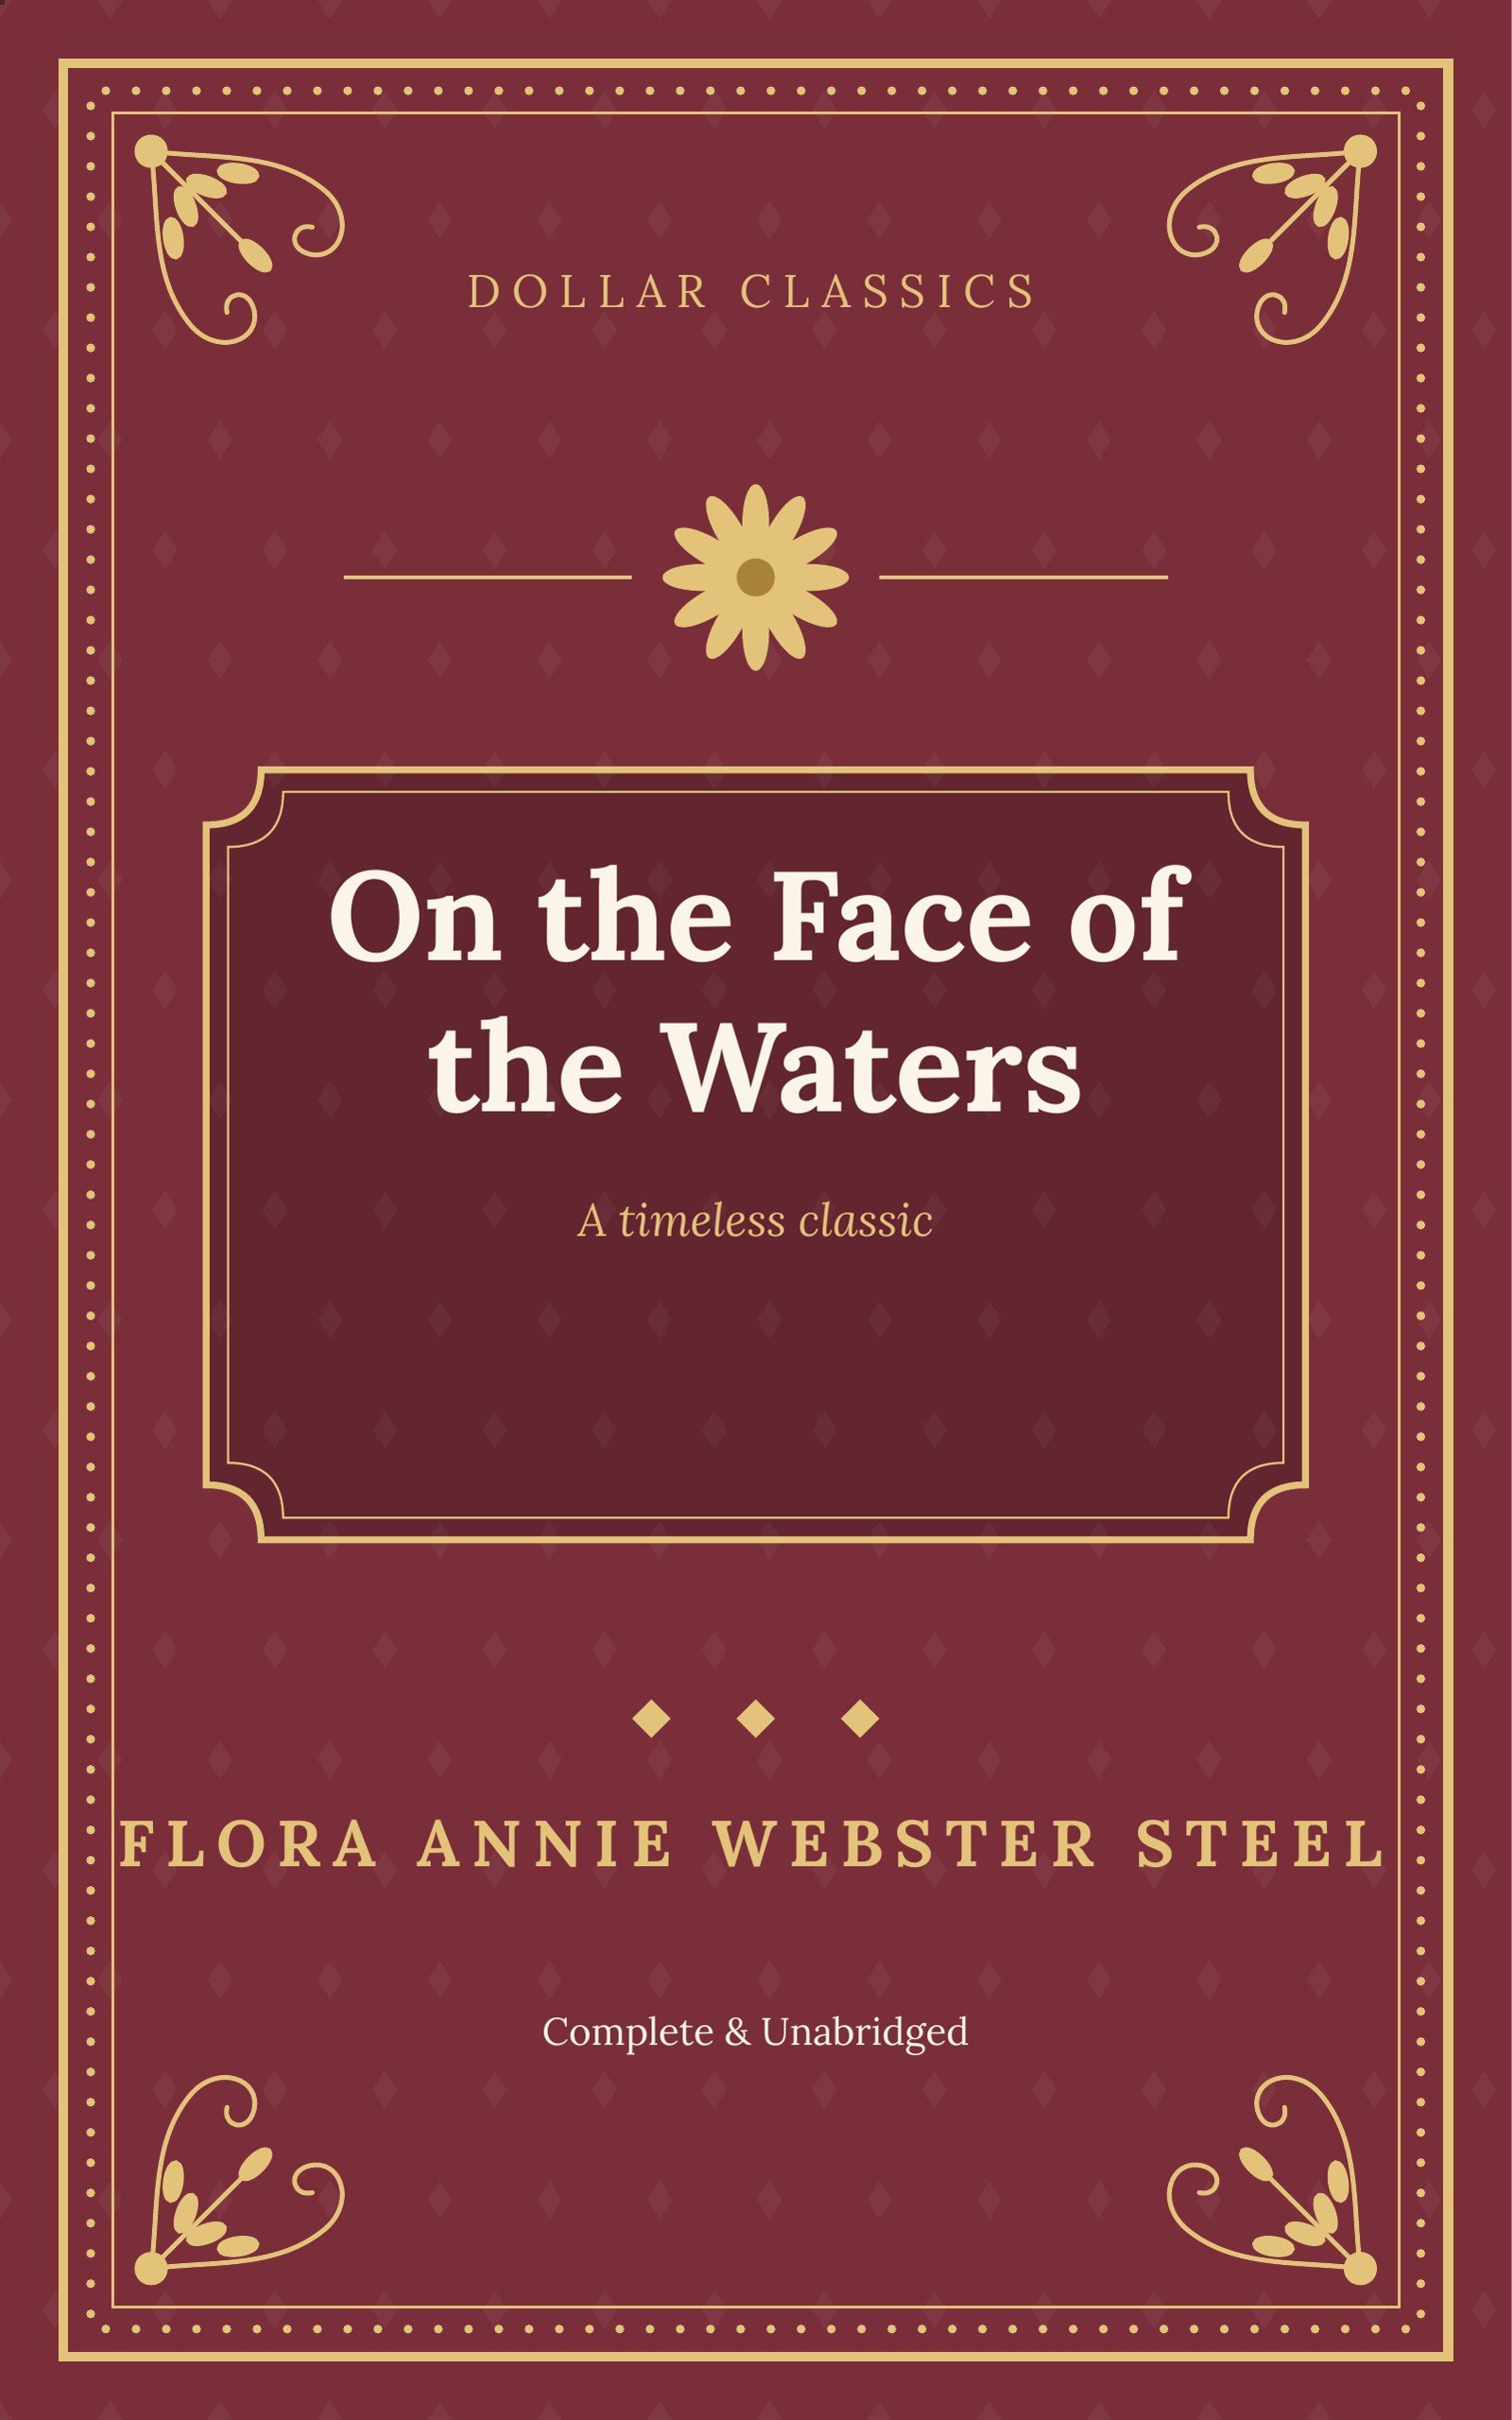 DOLLAR CLASSICS
On the Face of
the Waters
A timeless classic
FLORA ANNIE WEBSTER STEEL
Complete & Unabridged